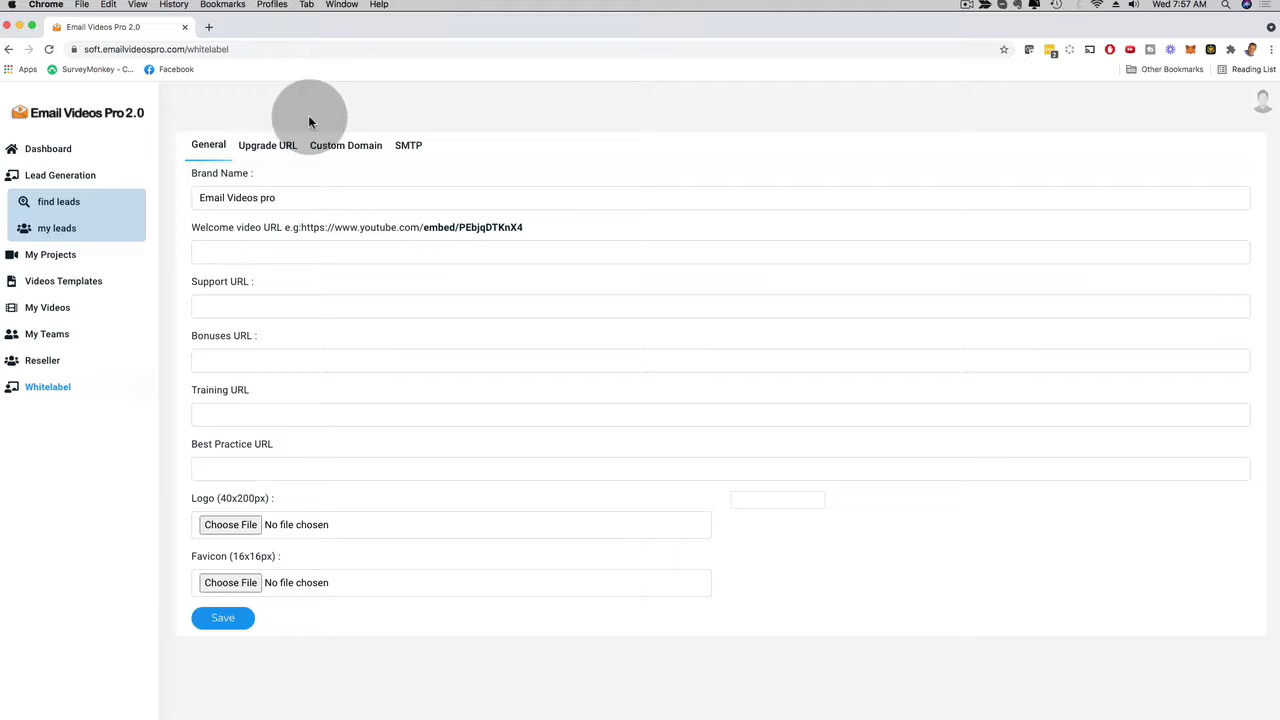 Chrome File Edit View History Bookmarks Profiles Tab Window Help Wed 7:57 AM
Email Videos Pro 2.0
soft.emailvideospro.com/whitelabel
2
Apps SurveyMonkey - C... Facebook Other Bookmarks Reading List
Email Videos Pro 2.0
Dashboard
Lead Generation
find leads
my leads
My Projects
Videos Templates
My Videos
My Teams
Reseller
Whitelabel
General Upgrade URL Custom Domain SMTP
Brand Name :
Email Videos pro
Welcome video URL e.g:https://www.youtube.com/embed/PEbjqDTKnX4
Support URL :
Bonuses URL :
Training URL
Best Practice URL
Logo (40x200px) :
Choose File No file chosen
Favicon (16x16px) :
Choose File No file chosen
Save